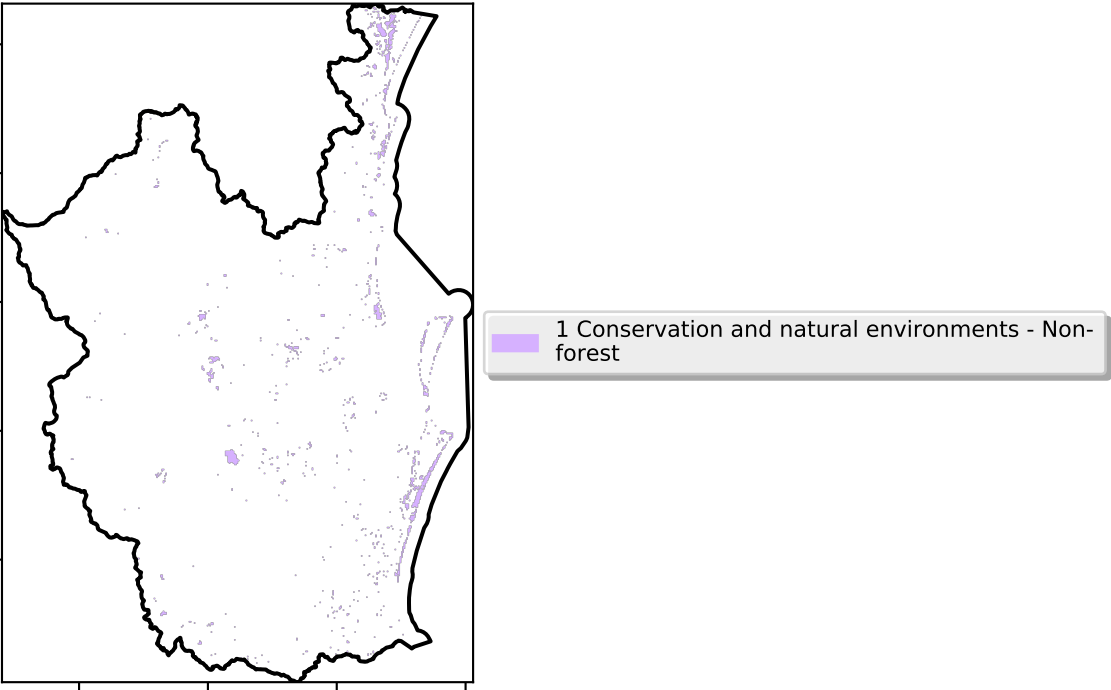 1 Conservation and natural environments - Non-
forest